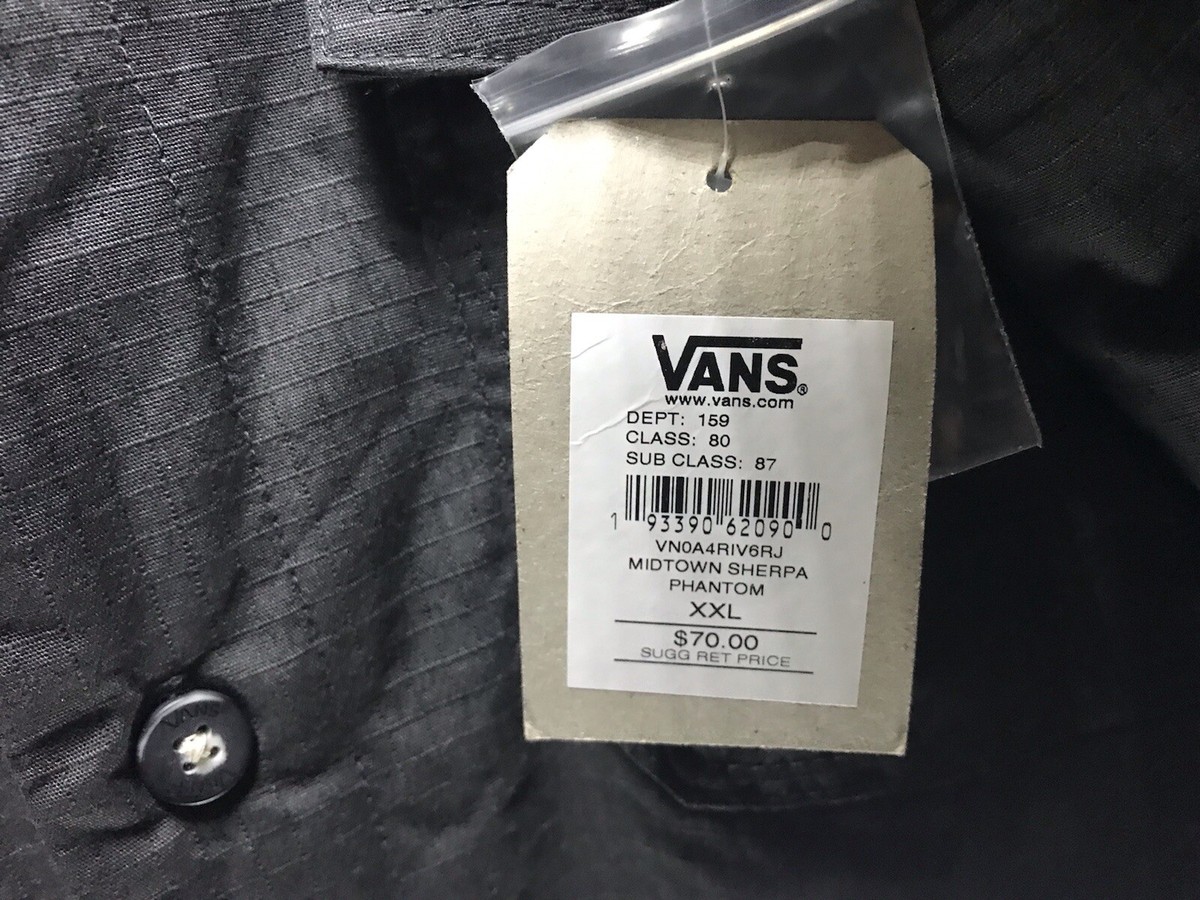 VANS®
www.vans.com
DEPT: 159
CLASS: 80
SUB CLASS: 87
1 93390 62090 0
VN0A4RIV6RJ
MIDTOWN SHERPA
PHANTOM
XXL
$70.00
SUGG RET PRICE
VANS